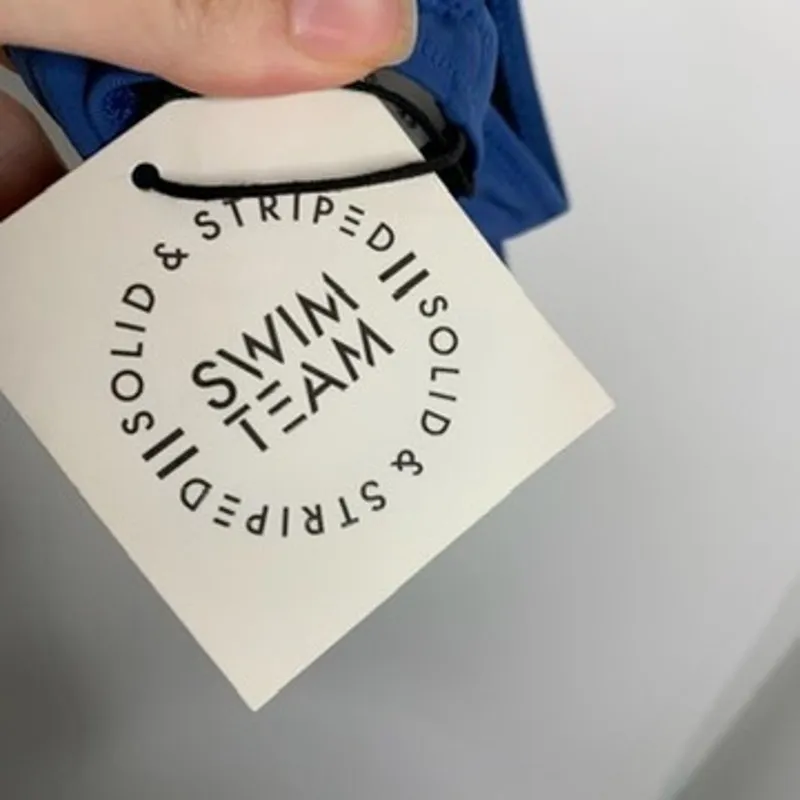 SOLID & STRIPED || SOLID & STRIPED ||
SWIM
TEAM